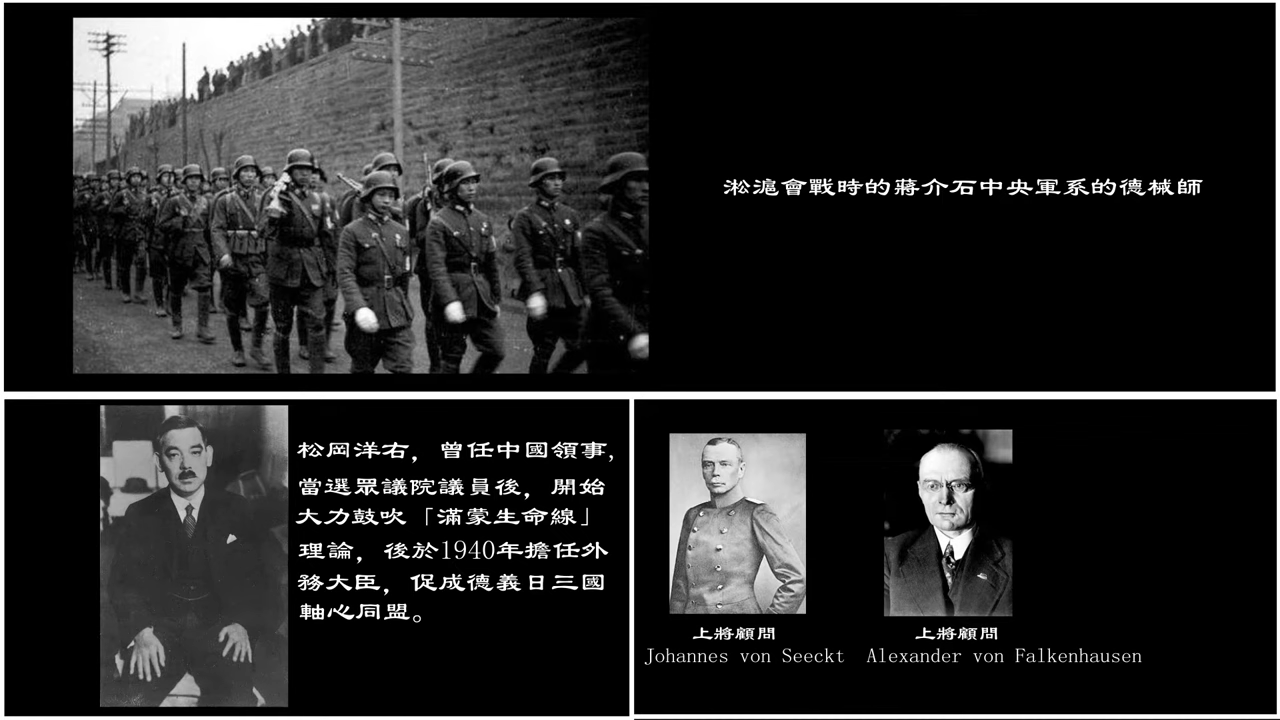 淞滬會戰時的蔣介石中央軍系的德械師
松岡洋右，曾任中國領事，
當選眾議院議員後，開始
大力鼓吹「滿蒙生命線」
理論，後於1940年擔任外
務大臣，促成德義日三國
軸心同盟。
上將顧問
Johannes von Seeckt
上將顧問
Alexander von Falkenhausen